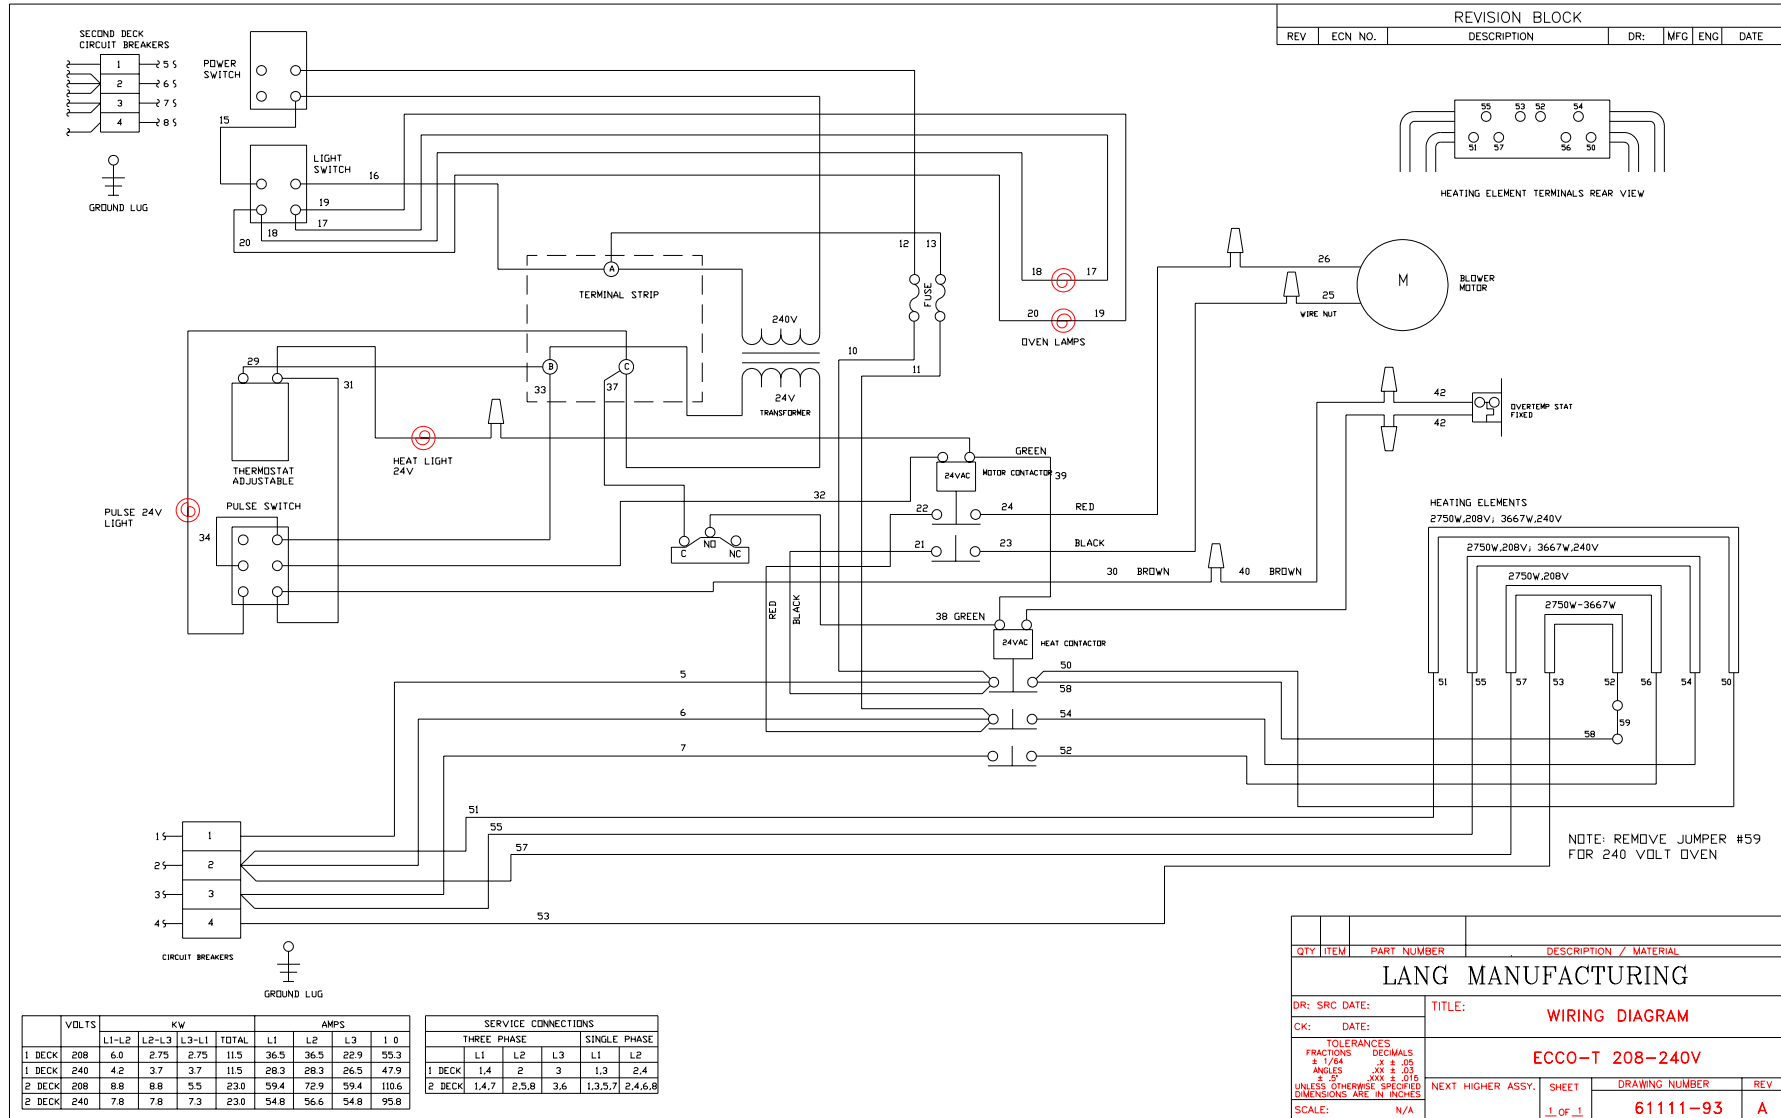 REVISION BLOCK
REV ECN NO. DESCRIPTION DR: MFG ENG DATE
SECOND DECK
CIRCUIT BREAKERS
1 5
2 6
3 7
4 8
GROUND LUG
POWER
SWITCH
15
LIGHT
SWITCH
16
19
17
18
20
12 13
FUSE
10
11
A
TERMINAL STRIP
B
C
33
37
240V
24V
TRANSFORMER
18 17
20 19
OVEN LAMPS
55 53 52 54
51 57 56 50
HEATING ELEMENT TERMINALS REAR VIEW
26
25
WIRE NUT
M
BLOWER
MOTOR
42
42
OVERTEMP STAT
FIXED
29
31
THERMOSTAT
ADJUSTABLE
HEAT LIGHT
24V
PULSE 24V
LIGHT
PULSE SWITCH
34
32
C NO NC
24VAC
MOTOR CONTACTOR
GREEN
39
22 24 RED
21 23 BLACK
30 BROWN 40 BROWN
RED
BLACK
38 GREEN
24VAC
HEAT CONTACTOR
5 50
58
6 54
7 52
HEATING ELEMENTS
2750W,208V; 3667W,240V
2750W,208V; 3667W,240V
2750W,208V
2750W-3667W
51 55 57 53 52 56 54 50
59
58
51
55
57
53
1 1
2 2
3 3
4 4
CIRCUIT BREAKERS
GROUND LUG
NOTE: REMOVE JUMPER #59
FOR 240 VOLT OVEN
VOLTS KW AMPS
L1-L2 L2-L3 L3-L1 TOTAL L1 L2 L3 1 0
1 DECK 208 6.0 2.75 2.75 11.5 36.5 36.5 22.9 55.3
1 DECK 240 4.2 3.7 3.7 11.5 28.3 28.3 26.5 47.9
2 DECK 208 8.8 8.8 5.5 23.0 59.4 72.9 59.4 110.6
2 DECK 240 7.8 7.8 7.3 23.0 54.8 56.6 54.8 95.8
SERVICE CONNECTIONS
THREE PHASE SINGLE PHASE
L1 L2 L3 L1 L2
1 DECK 1,4 2 3 1,3 2,4
2 DECK 1,4,7 2,5,8 3,6 1,3,5,7 2,4,6,8
QTY ITEM PART NUMBER DESCRIPTION / MATERIAL
LANG MANUFACTURING
DR: SRC DATE:
CK: DATE:
TITLE:
WIRING DIAGRAM
ECCO-T 208-240V
TOLERANCES
FRACTIONS DECIMALS
± 1/64 .X ± .05
ANGLES .XX ± .03
± .5° .XXX ± .015
UNLESS OTHERWISE SPECIFIED
DIMENSIONS ARE IN INCHES
SCALE: N/A
NEXT HIGHER ASSY.
SHEET
1 OF 1
DRAWING NUMBER
61111-93
REV
A